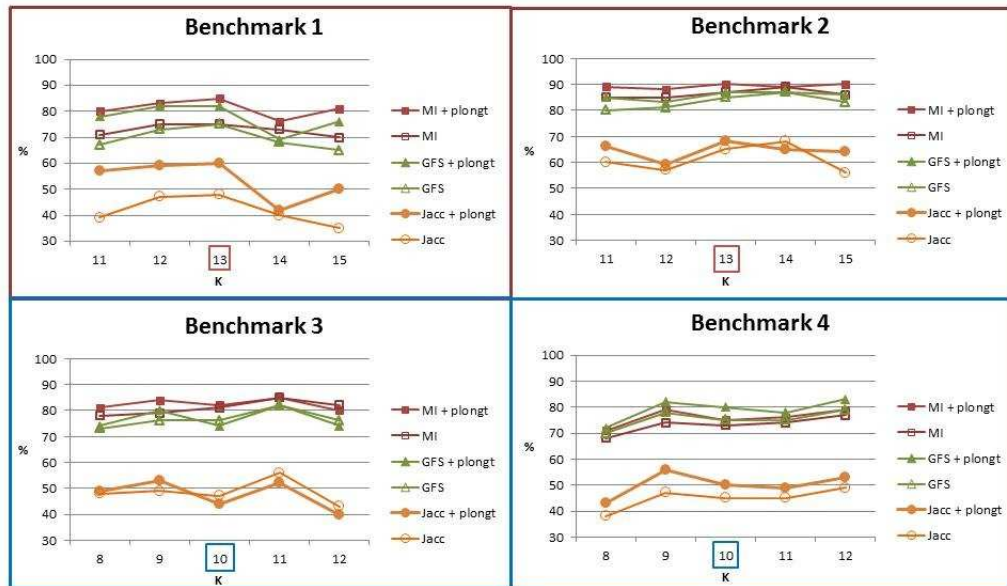 Benchmark 1
100
90
80
70
60
50
40
30
%
11 12 13 14 15
K
MI + plongt
MI
GFS + plongt
GFS
Jacc + plongt
Jacc
Benchmark 2
100
90
80
70
60
50
40
30
%
11 12 13 14 15
K
MI + plongt
MI
GFS + plongt
GFS
Jacc + plongt
Jacc
Benchmark 3
100
90
80
70
60
50
40
30
%
8 9 10 11 12
K
MI + plongt
MI
GFS + plongt
GFS
Jacc + plongt
Jacc
Benchmark 4
100
90
80
70
60
50
40
30
%
8 9 10 11 12
K
MI + plongt
MI
GFS + plongt
GFS
Jacc + plongt
Jacc